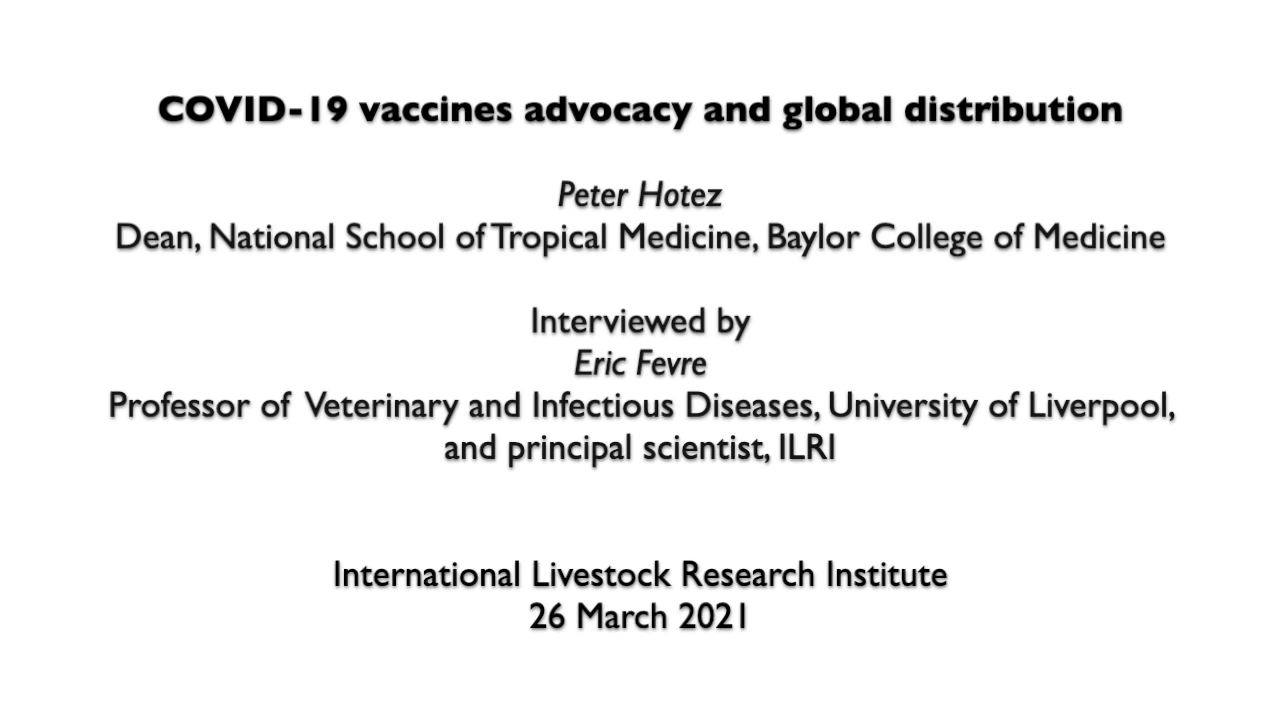 COVID-19 vaccines advocacy and global distribution
Peter Hotez
Dean, National School of Tropical Medicine, Baylor College of Medicine
Interviewed by
Eric Fevre
Professor of Veterinary and Infectious Diseases, University of Liverpool,
and principal scientist, ILRI
International Livestock Research Institute
26 March 2021